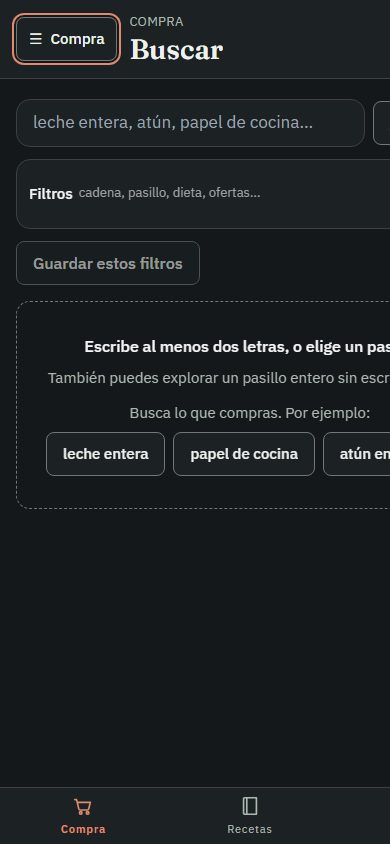 ☰ Compra
COMPRA
Buscar
leche entera, atún, papel de cocina...
Filtros cadena, pasillo, dieta, ofertas...
Guardar estos filtros
Escribe al menos dos letras, o elige un pas
También puedes explorar un pasillo entero sin escr
Busca lo que compras. Por ejemplo:
leche entera
papel de cocina
atún en
Compra
Recetas